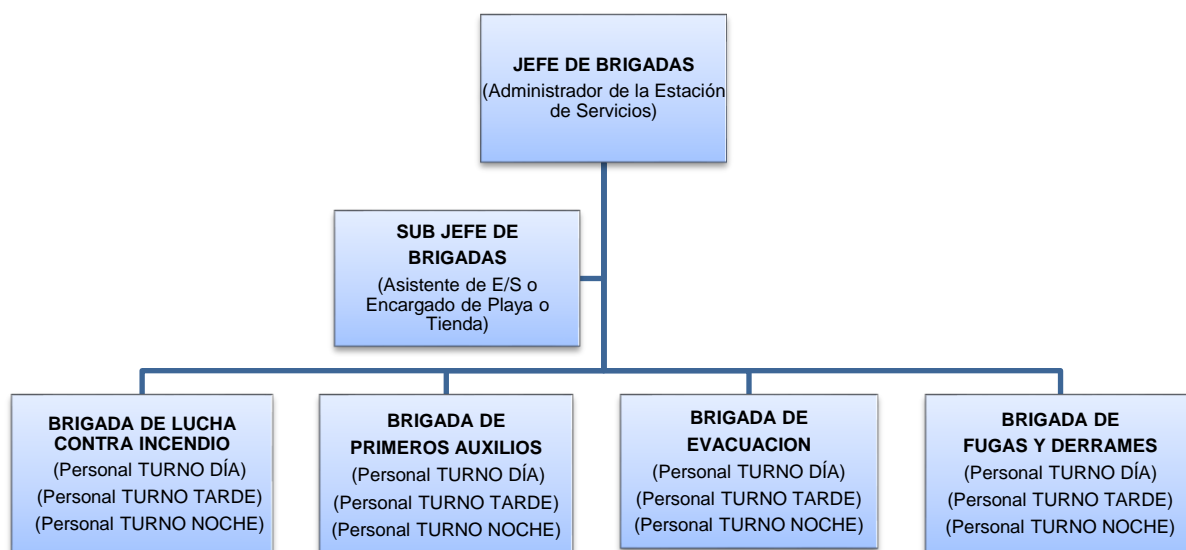 JEFE DE BRIGADAS
(Administrador de la Estación
de Servicios)
SUB JEFE DE
BRIGADAS
(Asistente de E/S o
Encargado de Playa o
Tienda)
BRIGADA DE LUCHA
CONTRA INCENDIO
(Personal TURNO DÍA)
(Personal TURNO TARDE)
(Personal TURNO NOCHE)
BRIGADA DE
PRIMEROS AUXILIOS
(Personal TURNO DÍA)
(Personal TURNO TARDE)
(Personal TURNO NOCHE)
BRIGADA DE
EVACUACION
(Personal TURNO DÍA)
(Personal TURNO TARDE)
(Personal TURNO NOCHE)
BRIGADA DE
FUGAS Y DERRAMES
(Personal TURNO DÍA)
(Personal TURNO TARDE)
(Personal TURNO NOCHE)